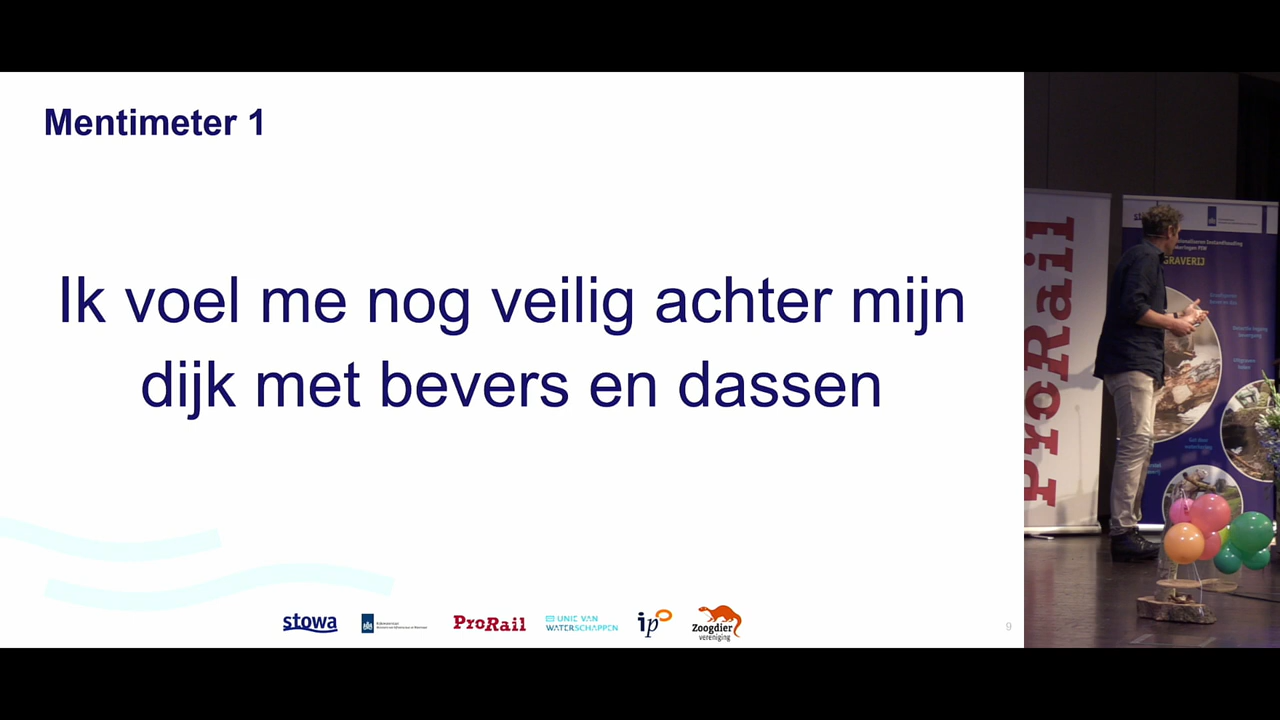 Mentimeter 1
Ik voel me nog veilig achter mijn
dijk met bevers en dassen
stowa
ProRail
UNIE VAN
WATERSCHAPPEN
ip
Zoogdier
vereniging
9
ProRail
GRAVERIJ